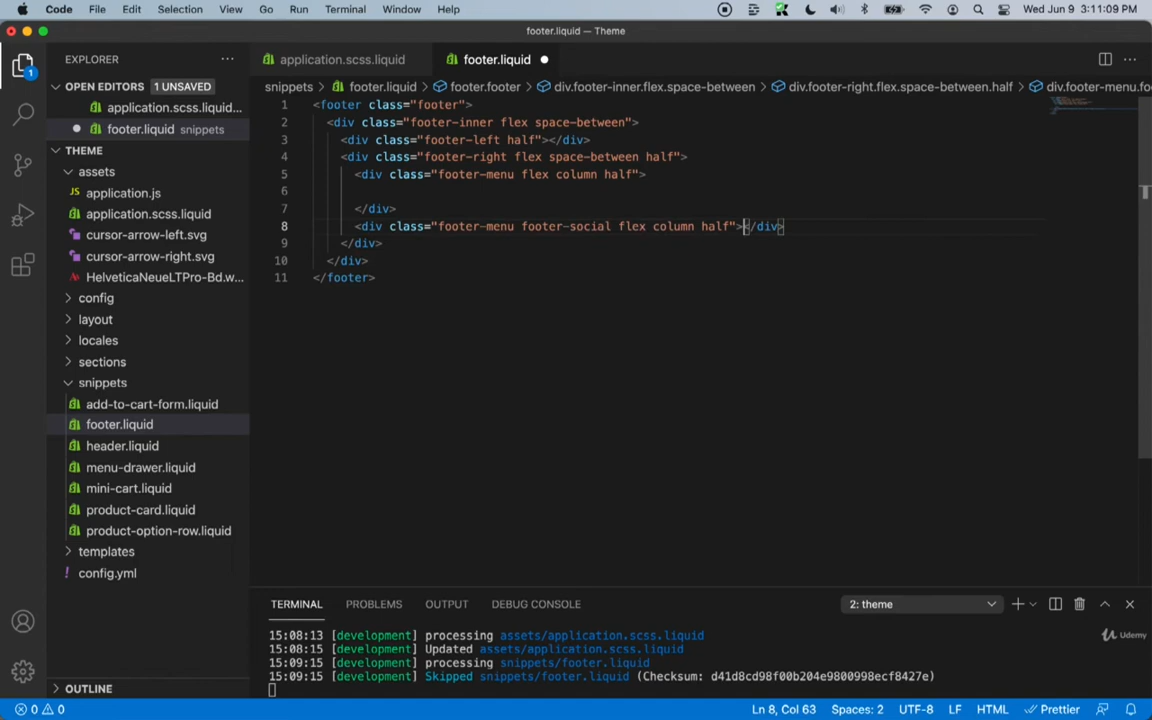 Code File Edit Selection View Go Run Terminal Window Help Wed Jun 9 3:11:09 PM
footer.liquid — Theme
EXPLORER
application.scss.liquid footer.liquid
OPEN EDITORS 1 UNSAVED
application.scss.liquid...
footer.liquid snippets
THEME
assets
application.js
application.scss.liquid
cursor-arrow-left.svg
cursor-arrow-right.svg
HelveticaNeueLTPro-Bd.w...
config
layout
locales
sections
snippets
add-to-cart-form.liquid
footer.liquid
header.liquid
menu-drawer.liquid
mini-cart.liquid
product-card.liquid
product-option-row.liquid
templates
config.yml
OUTLINE
snippets > footer.liquid > footer.footer > div.footer-inner.flex.space-between > div.footer-right.flex.space-between.half > div.footer-menu.fo
1 <footer class="footer">
2 <div class="footer-inner flex space-between">
3 <div class="footer-left half"></div>
4 <div class="footer-right flex space-between half">
5 <div class="footer-menu flex column half">
6
7 </div>
8 <div class="footer-menu footer-social flex column half"></div>
9 </div>
10 </div>
11 </footer>
TERMINAL PROBLEMS OUTPUT DEBUG CONSOLE 2: theme
15:08:13 [development] processing assets/application.scss.liquid
15:08:15 [development] Updated assets/application.scss.liquid
15:09:15 [development] processing snippets/footer.liquid
15:09:15 [development] Skipped snippets/footer.liquid (Checksum: d41d8cd98f00b204e9800998ecf8427e)
Udemy
0 0 Ln 8, Col 63 Spaces: 2 UTF-8 LF HTML Prettier